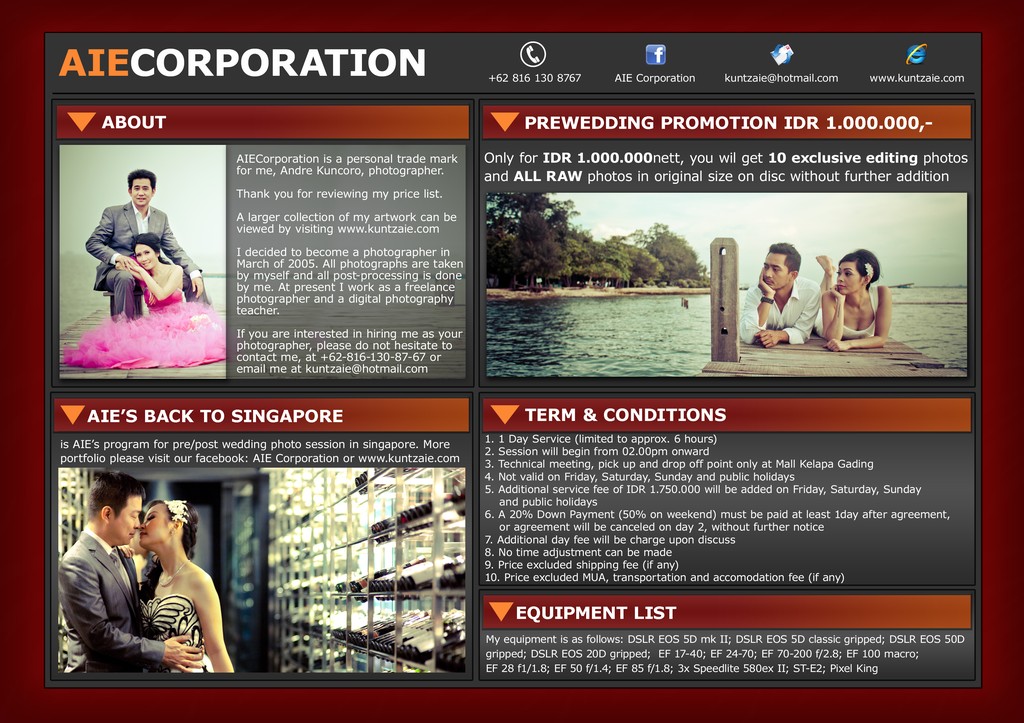 AIECORPORATION
+62 816 130 8767
AIE Corporation
kuntzaie@hotmail.com
www.kuntzaie.com
ABOUT
AIECorporation is a personal trade mark
for me, Andre Kuncoro, photographer.
Thank you for reviewing my price list.
A larger collection of my artwork can be
viewed by visiting www.kuntzaie.com
I decided to become a photographer in
March of 2005. All photographs are taken
by myself and all post-processing is done
by me. At present I work as a freelance
photographer and a digital photography
teacher.
If you are interested in hiring me as your
photographer, please do not hesitate to
contact me, at +62-816-130-87-67 or
email me at kuntzaie@hotmail.com
PREWEDDING PROMOTION IDR 1.000.000,-
Only for IDR 1.000.000nett, you wil get 10 exclusive editing photos
and ALL RAW photos in original size on disc without further addition
AIE'S BACK TO SINGAPORE
is AIE's program for pre/post wedding photo session in singapore. More
portfolio please visit our facebook: AIE Corporation or www.kuntzaie.com
TERM & CONDITIONS
1. 1 Day Service (limited to approx. 6 hours)
2. Session will begin from 02.00pm onward
3. Technical meeting, pick up and drop off point only at Mall Kelapa Gading
4. Not valid on Friday, Saturday, Sunday and public holidays
5. Additional service fee of IDR 1.750.000 will be added on Friday, Saturday, Sunday
and public holidays
6. A 20% Down Payment (50% on weekend) must be paid at least 1day after agreement,
or agreement will be canceled on day 2, without further notice
7. Additional day fee will be charge upon discuss
8. No time adjustment can be made
9. Price excluded shipping fee (if any)
10. Price excluded MUA, transportation and accomodation fee (if any)
EQUIPMENT LIST
My equipment is as follows: DSLR EOS 5D mk II; DSLR EOS 5D classic gripped; DSLR EOS 50D
gripped; DSLR EOS 20D gripped; EF 17-40; EF 24-70; EF 70-200 f/2.8; EF 100 macro;
EF 28 f1/1.8; EF 50 f/1.4; EF 85 f/1.8; 3x Speedlite 580ex II; ST-E2; Pixel King